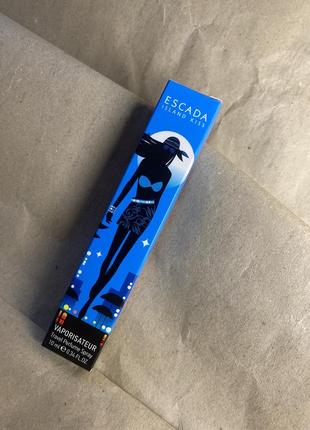 ESCADA
ISLAND KISS
VAPORISATEUR
Travel Perfume Spray
10 ml ℮ 0.34 FL.OZ.